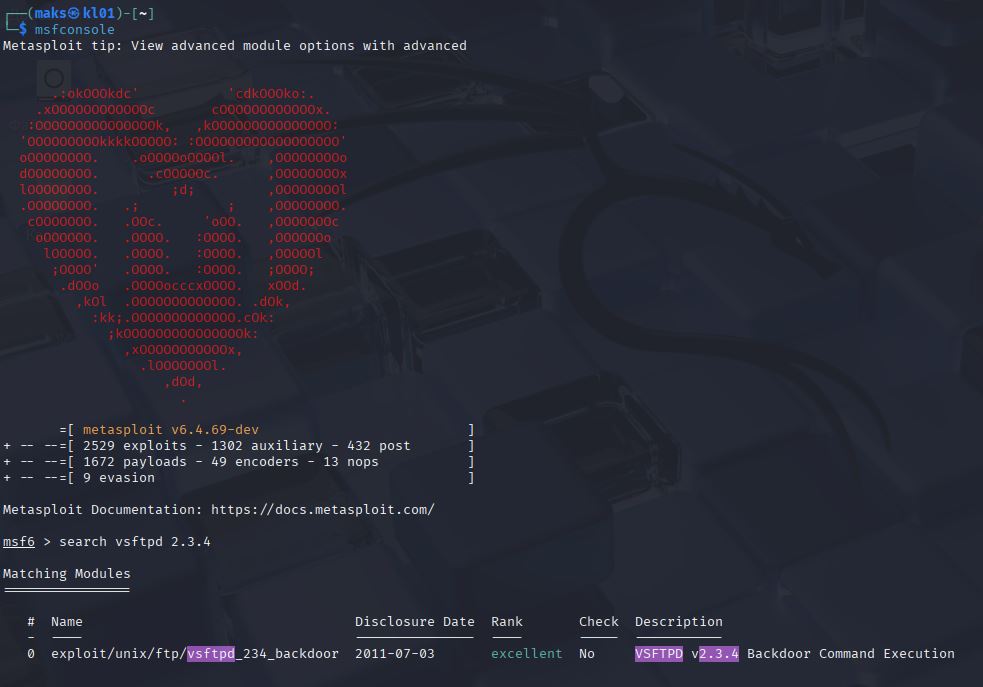 ┌──(maks㉿kl01)-[~]
└─$ msfconsole
Metasploit tip: View advanced module options with advanced
     .:okOOOkdc'           'cdkOOOko:.
    .xOOOOOOOOOOOOc       cOOOOOOOOOOOOx.
   :OOOOOOOOOOOOOOOk,   ,kOOOOOOOOOOOOOOO:
  'OOOOOOOOOkkkkOOOOO: :OOOOOOOOOOOOOOOOOO'
  oOOOOOOOO.    .oOOOOoOOOOl.    ,OOOOOOOOo
  dOOOOOOOO.      .cOOOOOc.      ,OOOOOOOOx
  lOOOOOOOO.         ;d;         ,OOOOOOOOl
  .OOOOOOOO.   .;           ;    ,OOOOOOOO.
   cOOOOOOO.   .OOc.     'oOO.   ,OOOOOOOc
    oOOOOOO.   .OOOO.   :OOOO.   ,OOOOOOo
     lOOOOO.   .OOOO.   :OOOO.   ,OOOOOl
      ;OOOO'   .OOOO.   :OOOO.   ;OOOO;
       .dOOo   .OOOOocccxOOOO.   xOOd.
         ,kOl  .OOOOOOOOOOOOO. .dOk,
           :kk;.OOOOOOOOOOOOO.cOk:
             ;kOOOOOOOOOOOOOOOk:
               ,xOOOOOOOOOOOx,
                 .lOOOOOOOl.
                    ,dOd,
                      .
       =[ metasploit v6.4.69-dev                          ]
+ -- --=[ 2529 exploits - 1302 auxiliary - 432 post       ]
+ -- --=[ 1672 payloads - 49 encoders - 13 nops           ]
+ -- --=[ 9 evasion                                       ]
Metasploit Documentation: https://docs.metasploit.com/
msf6 > search vsftpd 2.3.4
Matching Modules
================
   #  Name                                  Disclosure Date  Rank       Check  Description
   -  ----                                  ---------------  ----       -----  -----------
   0  exploit/unix/ftp/vsftpd_234_backdoor  2011-07-03       excellent  No     VSFTPD v2.3.4 Backdoor Command Execution